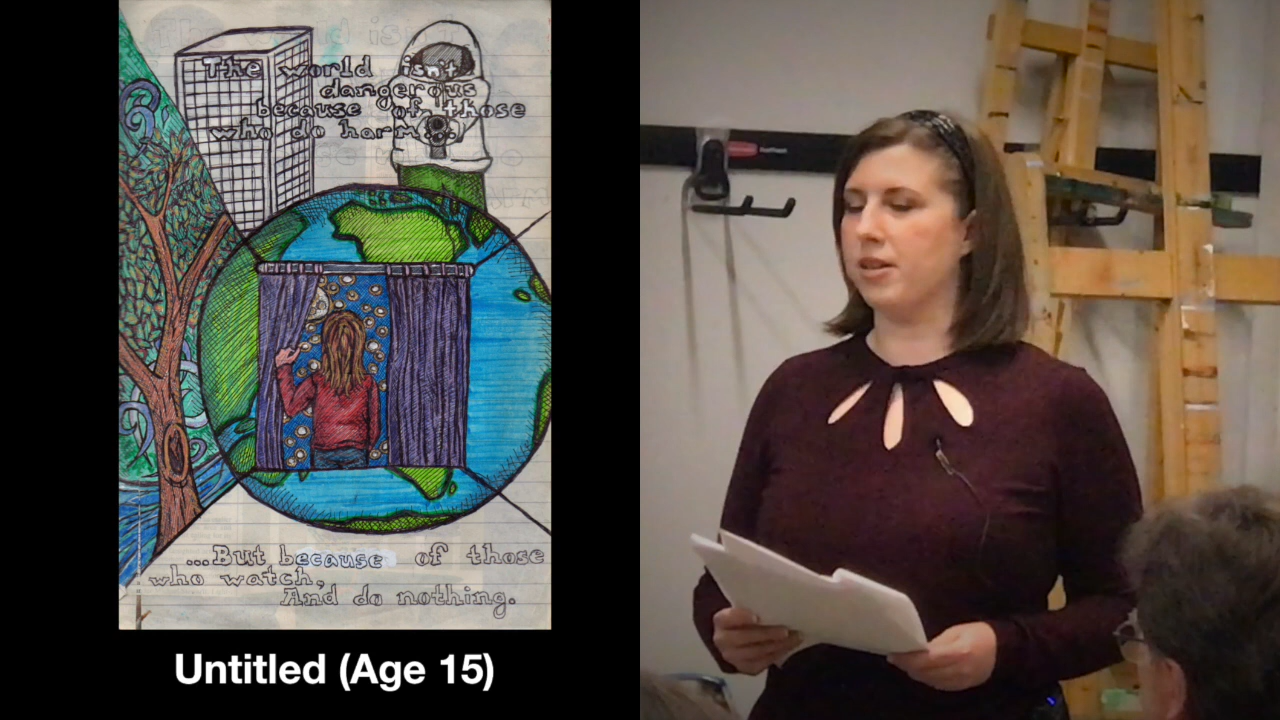 The world isn't
dangerous
because of those
who do harm...
...But because of those
who watch,
And do nothing.
Untitled (Age 15)